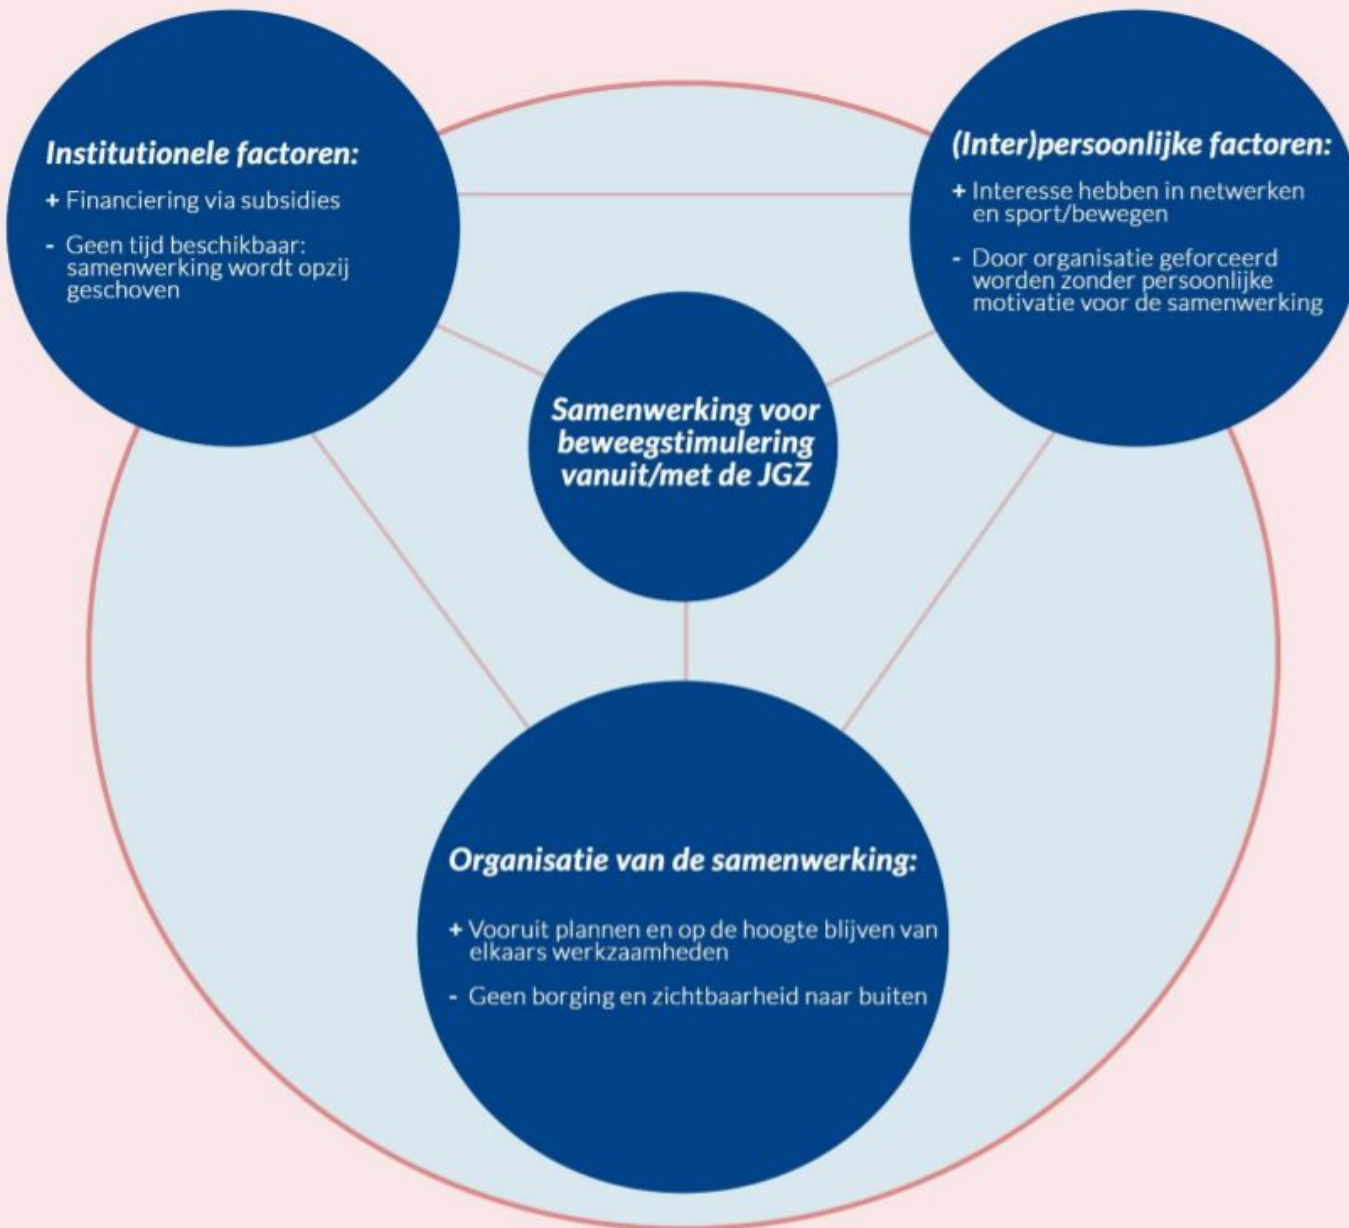 Institutionele factoren:
+ Financiering via subsidies
- Geen tijd beschikbaar:
samenwerking wordt opzij
geschoven
(Inter)persoonlijke factoren:
+ Interesse hebben in netwerken
en sport/bewegen
- Door organisatie geforceerd
worden zonder persoonlijke
motivatie voor de samenwerking
Samenwerking voor
beweegstimulering
vanuit/met de JGZ
Organisatie van de samenwerking:
+ Vooruit plannen en op de hoogte blijven van
elkaars werkzaamheden
- Geen borging en zichtbaarheid naar buiten